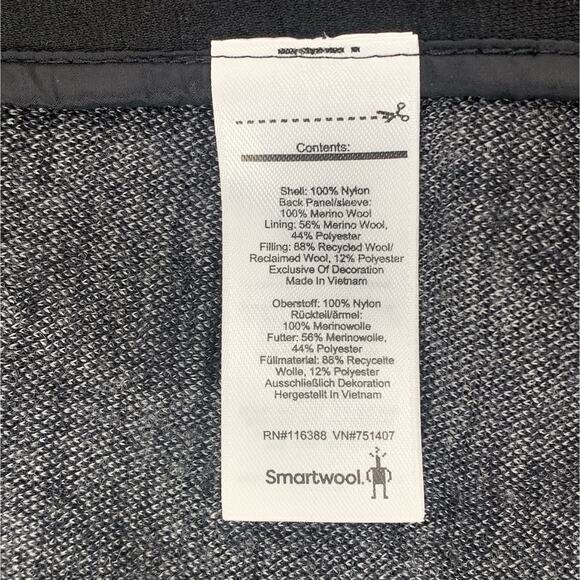 Contents:
Shell: 100% Nylon
Back Panel/sleeve:
100% Merino Wool
Lining: 56% Merino Wool,
44% Polyester
Filling: 88% Recycled Wool/
Reclaimed Wool, 12% Polyester
Exclusive Of Decoration
Made In Vietnam
Oberstoff: 100% Nylon
Rückteil/ärmel:
100% Merinowolle
Futter: 56% Merinowolle,
44% Polyester
Füllmaterial: 88% Recycelte
Wolle, 12% Polyester
Ausschließlich Dekoration
Hergestellt In Vietnam
RN#116388 VN#751407
Smartwool.